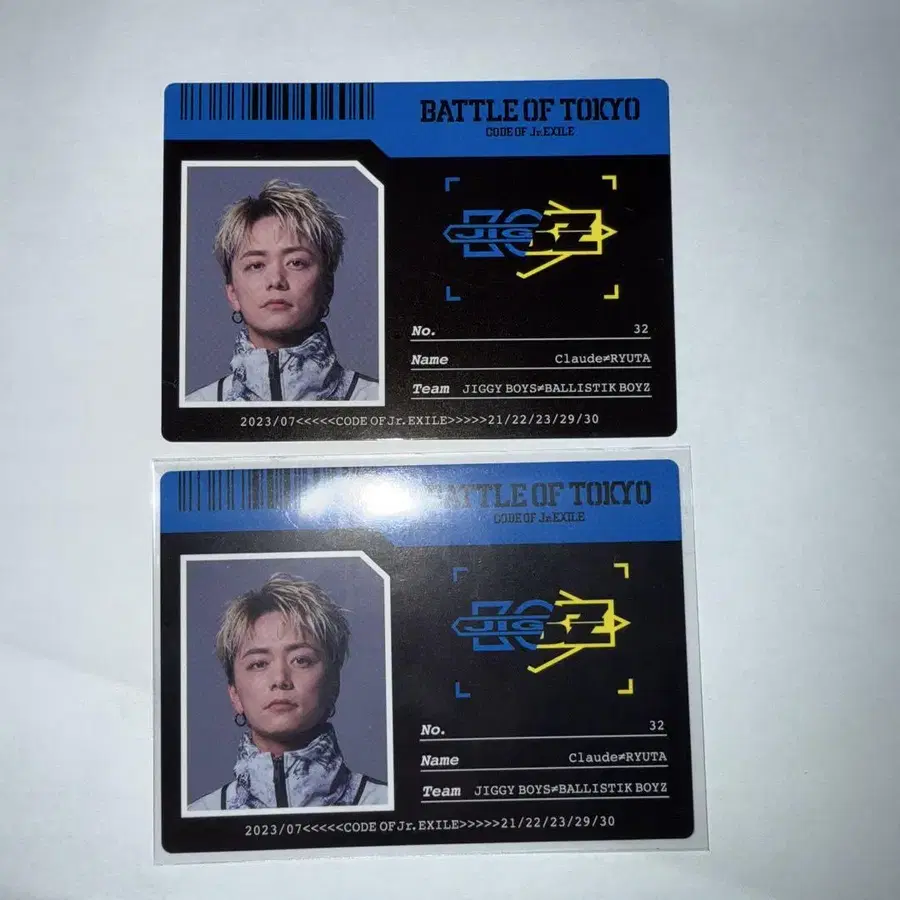 BATTLE OF TOKYO
CODE OF Jr.EXILE
JIG
No. 32
Name Claude≠RYUTA
Team JIGGY BOYS≠BALLISTIK BOYZ
2023/07<<<<<CODE OF Jr. EXILE>>>>>21/22/23/29/30
BATTLE OF TOKYO
CODE OF Jr.EXILE
JIG
No. 32
Name Claude≠RYUTA
Team JIGGY BOYS≠BALLISTIK BOYZ
2023/07<<<<<CODE OF Jr. EXILE>>>>>21/22/23/29/30